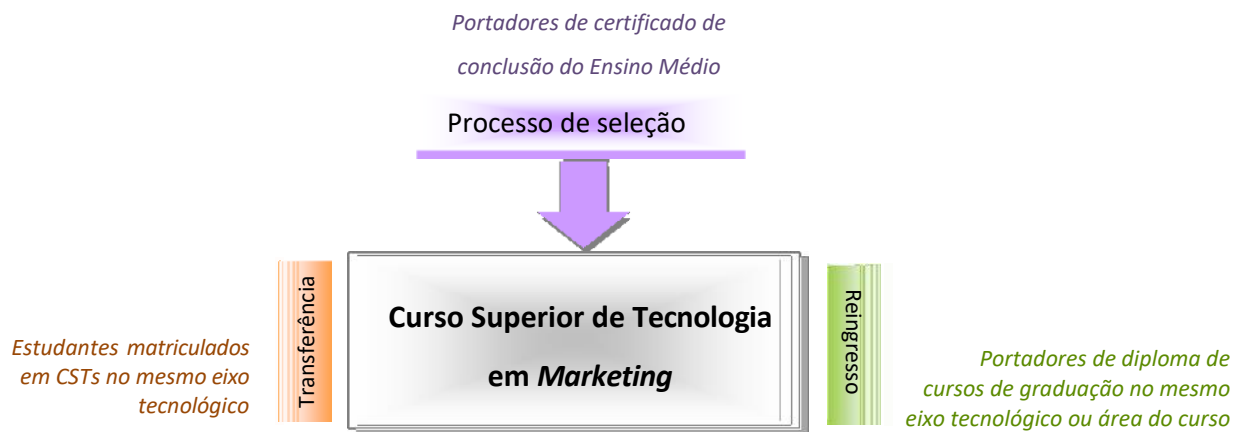 Portadores de certificado de
conclusão do Ensino Médio
Processo de seleção
Transferência
Curso Superior de Tecnologia
em Marketing
Reingresso
Estudantes matriculados
em CSTs no mesmo eixo
tecnológico
Portadores de diploma de
cursos de graduação no mesmo
eixo tecnológico ou área do curso